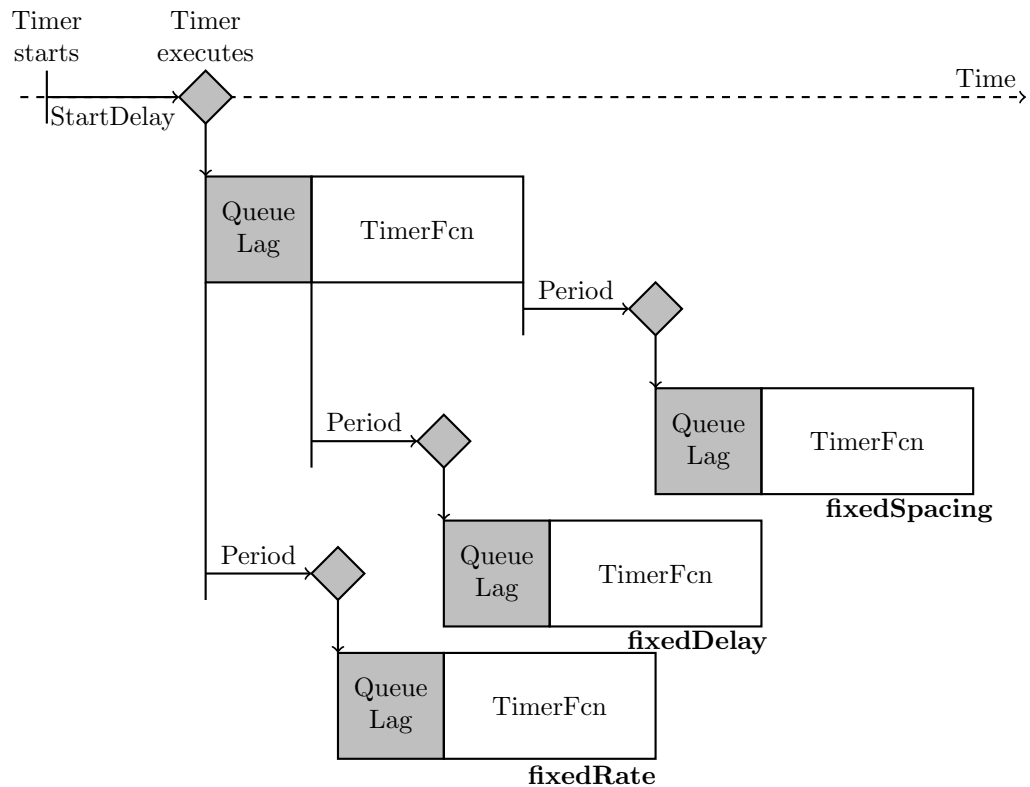 Timer
starts
Timer
executes
Time
StartDelay
Queue
Lag
TimerFcn
Period
Period
Queue
Lag
TimerFcn
fixedSpacing
Period
Queue
Lag
TimerFcn
fixedDelay
Queue
Lag
TimerFcn
fixedRate